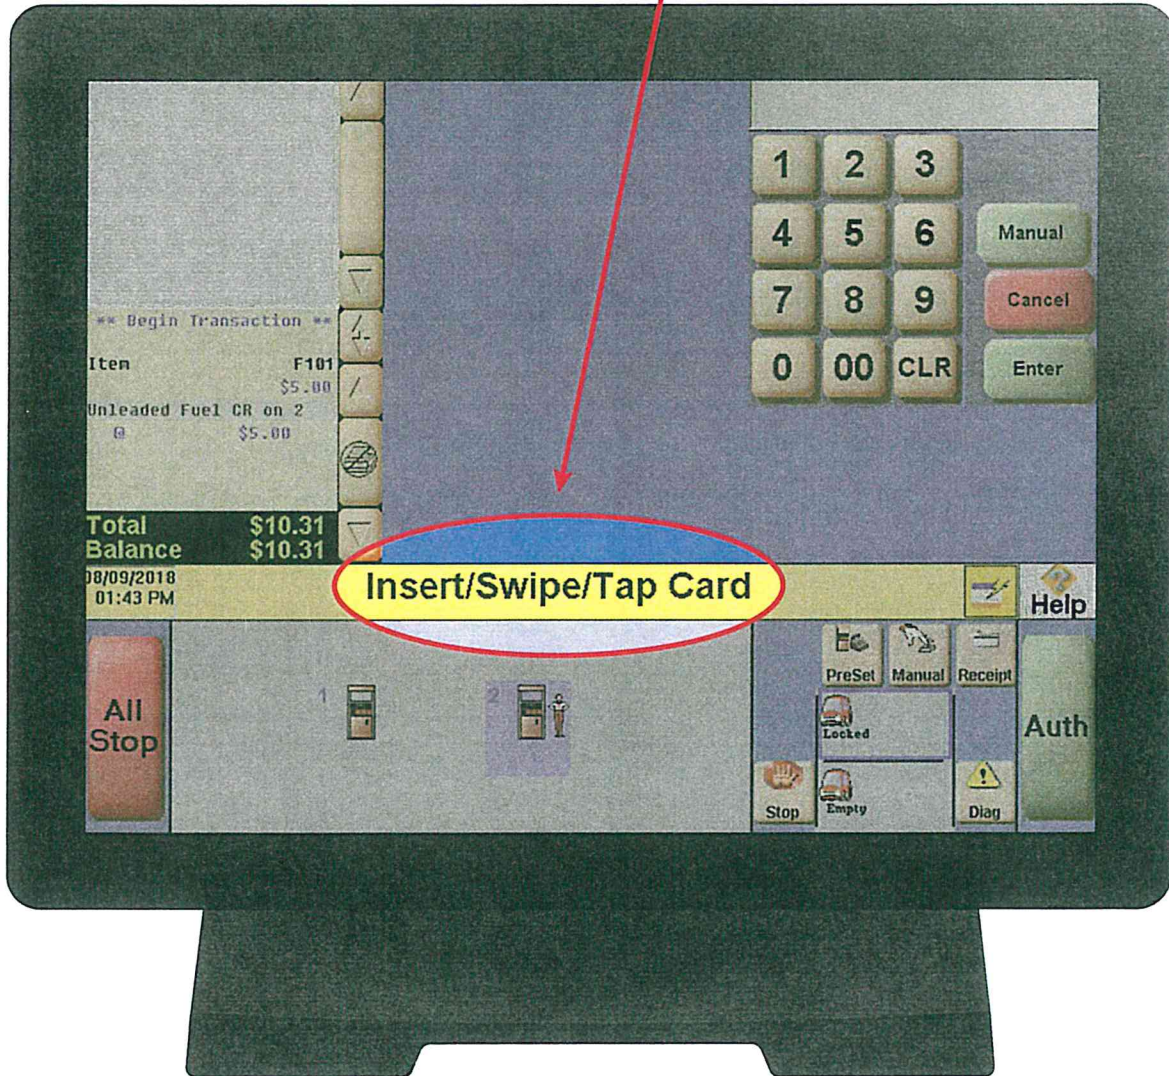 ** Begin Transaction **
Item F101
$5.00
Unleaded Fuel CR on 2
@ $5.00
Total $10.31
Balance $10.31
1 2 3
4 5 6 Manual
7 8 9 Cancel
0 00 CLR Enter
08/09/2018
01:43 PM
Insert/Swipe/Tap Card
Help
All
Stop
1
2
PreSet Manual Receipt
Locked
Empty
Stop
Diag
Auth